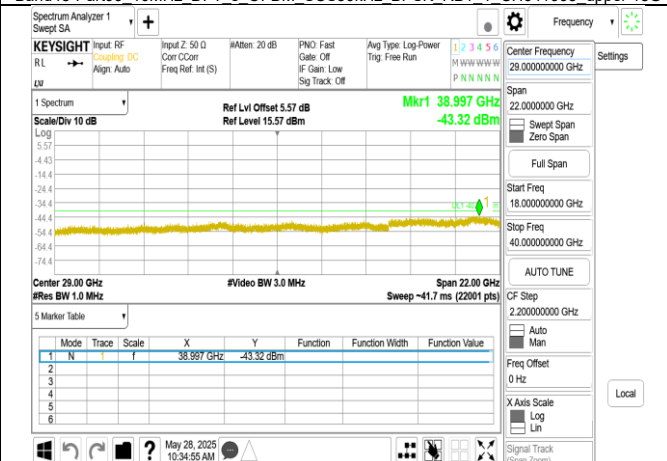 Spectrum Analyzer 1
Swept SA
Frequency
KEYSIGHT
Input: RF
Coupling: DC
Align: Auto
Input Z: 50 Ω
Corr CCorr
Freq Ref: Int (S)
#Atten: 20 dB
PNO: Fast
Gate: Off
IF Gain: Low
Sig Track: Off
Avg Type: Log-Power
Trig: Free Run
1 2 3 4 5 6
M W W W W W
P N N N N N
RL
LXI
Center Frequency
29.000000000 GHz
Settings
Span
22.0000000 GHz
Swept Span
Zero Span
Full Span
Start Freq
18.000000000 GHz
Stop Freq
40.000000000 GHz
AUTO TUNE
CF Step
2.200000000 GHz
Auto
Man
Freq Offset
0 Hz
X Axis Scale
Log
Lin
Local
Signal Track
(Span Zoom)
1 Spectrum
Scale/Div 10 dB
Log
Ref Lvl Offset 5.57 dB
Ref Level 15.57 dBm
Mkr1 38.997 GHz
-43.32 dBm
5.57
-4.43
-14.4
-24.4
-34.4
-44.4
-54.4
-64.4
-74.4
1
Center 29.00 GHz
#Res BW 1.0 MHz
#Video BW 3.0 MHz
Span 22.00 GHz
Sweep ~41.7 ms (22001 pts)
5 Marker Table
Mode Trace Scale X Y Function Function Width Function Value
1 N 1 f 38.997 GHz -43.32 dBm
2
3
4
5
6
May 28, 2025
10:34:55 AM